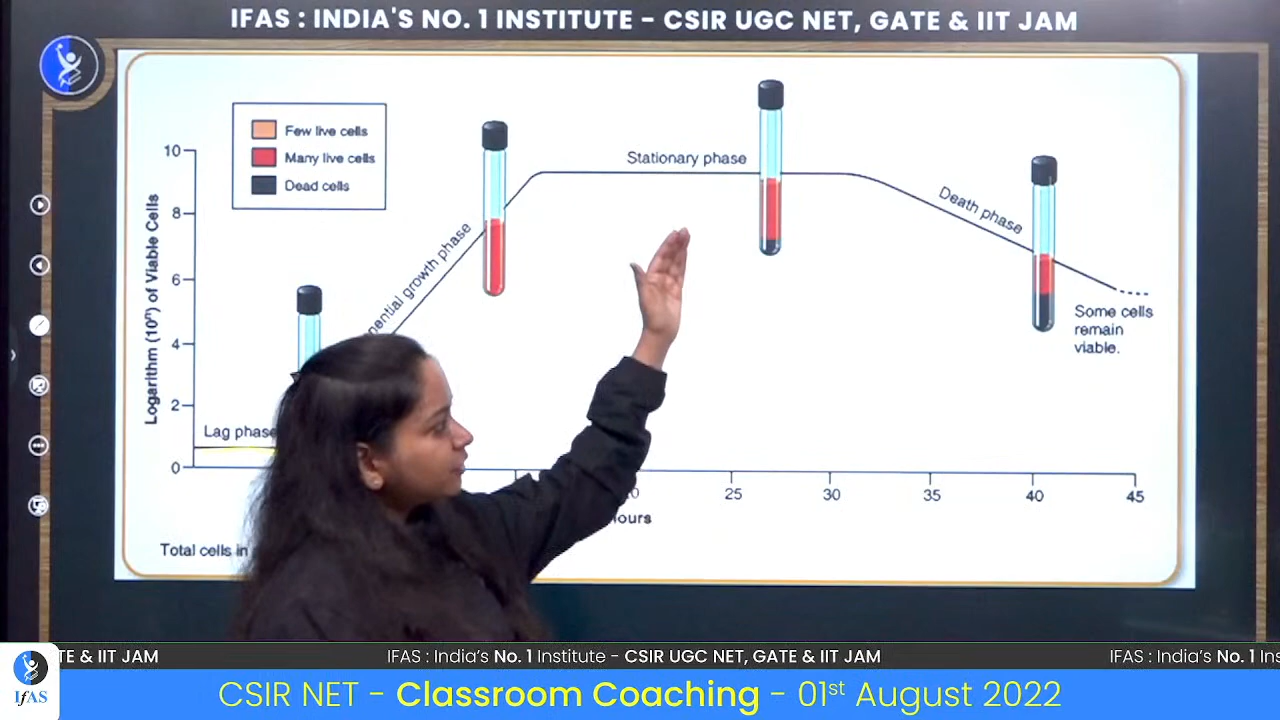 IFAS : INDIA'S NO. 1 INSTITUTE - CSIR UGC NET, GATE & IIT JAM
Few live cells
Many live cells
Dead cells
Logarithm (10ⁿ) of Viable Cells
10
8
6
4
2
0
Lag phase
growth phase
Stationary phase
Death phase
Some cells
remain
viable.
25
30
35
40
45
Total cells in
TE & IIT JAM
IFAS : India's No. 1 Institute - CSIR UGC NET, GATE & IIT JAM
IFAS : India's No. 1
IfAS
CSIR NET - Classroom Coaching - 01st August 2022